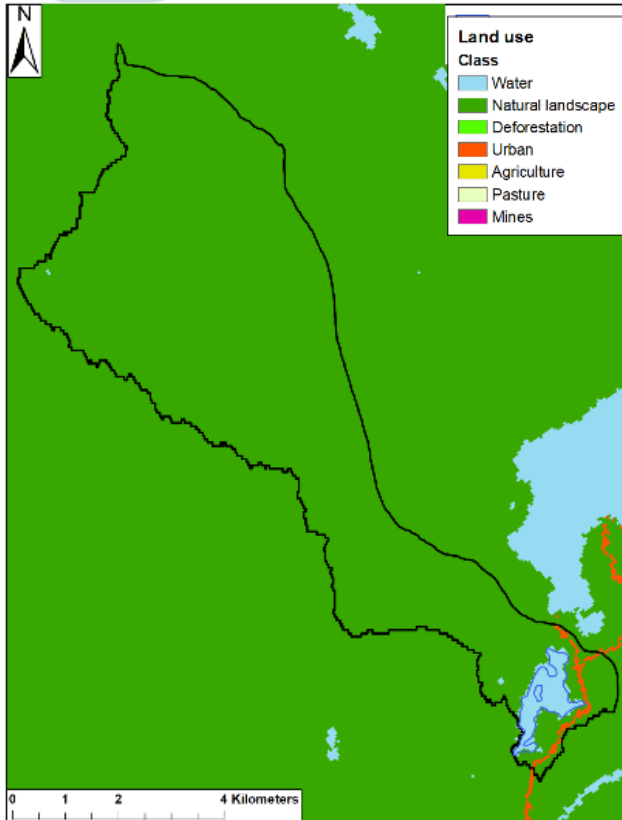 N
Land use
Class
Water
Natural landscape
Deforestation
Urban
Agriculture
Pasture
Mines
0 1 2 4 Kilometers